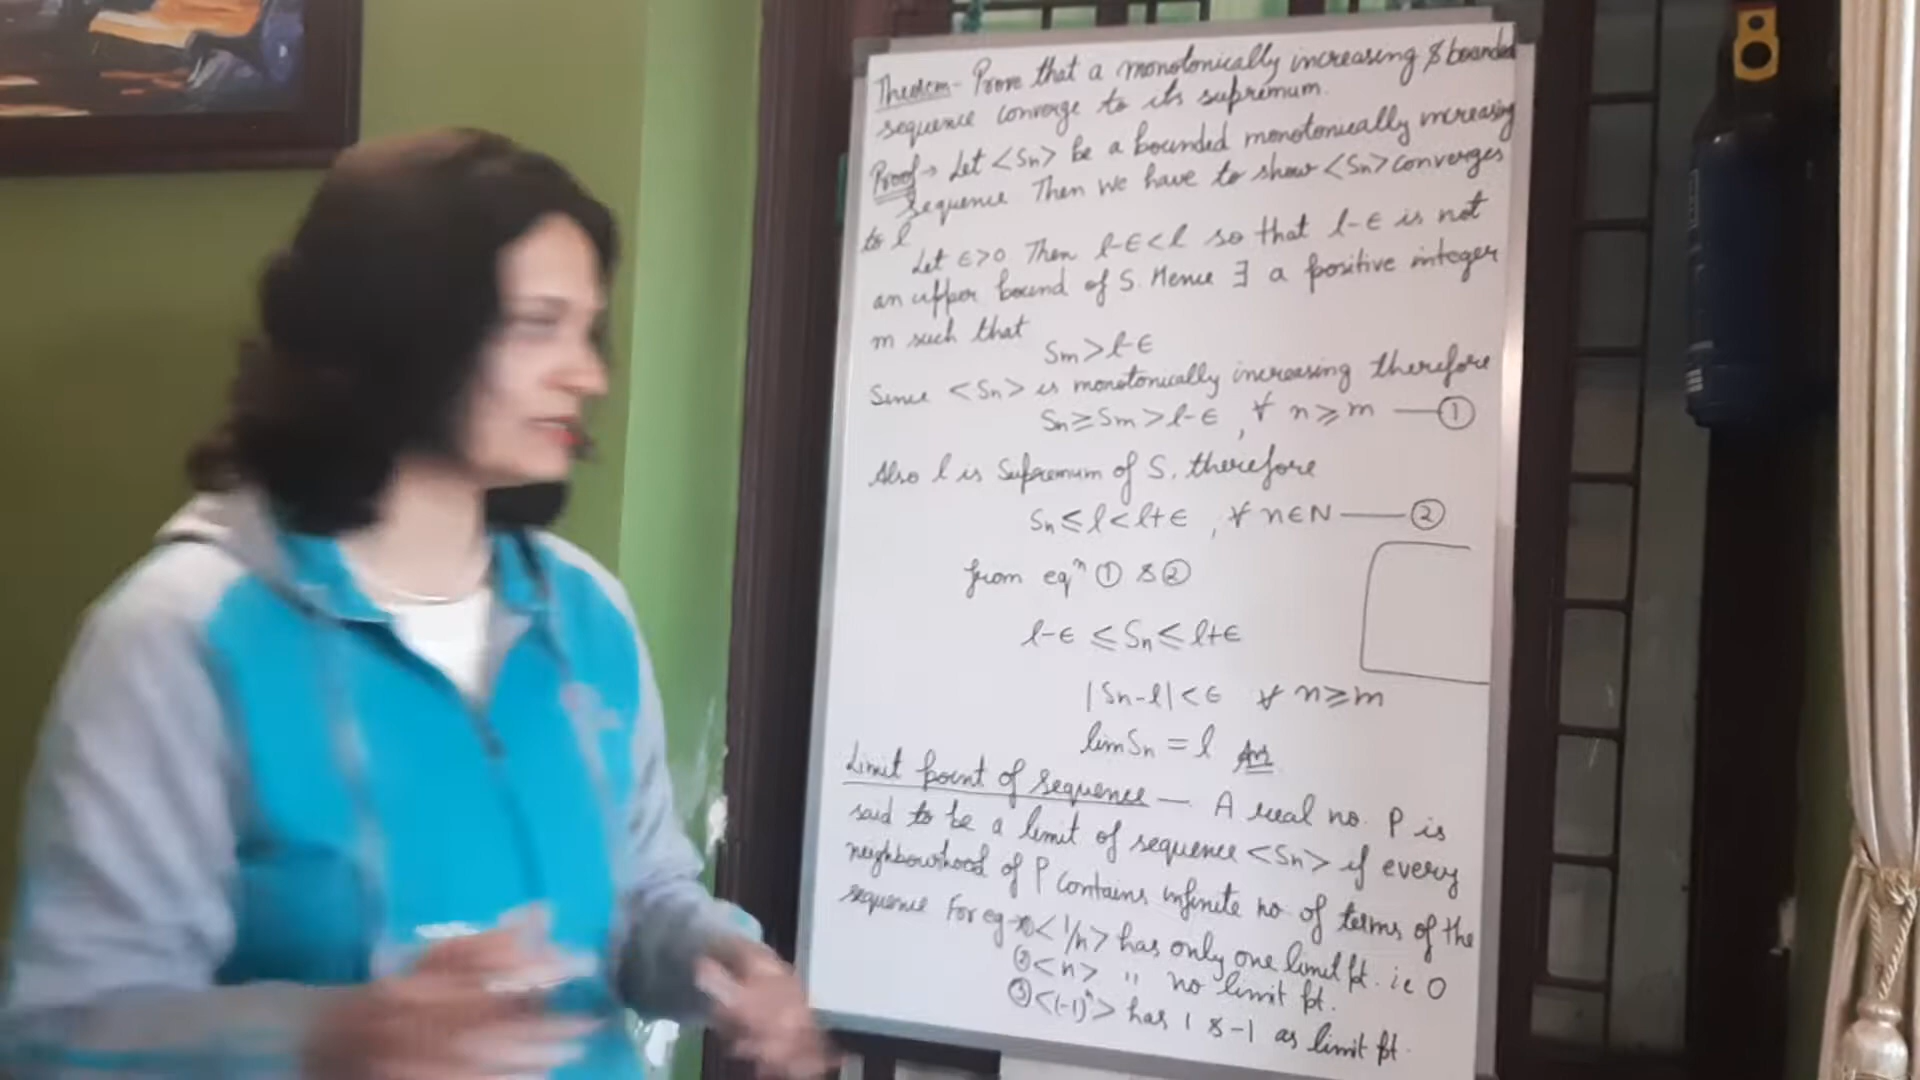 Theorem - Prove that a monotonically increasing & bounded
sequence converge to its supremum.
Proof → Let <Sn> be a bounded monotonically increasing
sequence Then we have to show <Sn> converges
to l
Let ∈>0 Then l-∈<l so that l-∈ is not
an upper bound of S. Hence ∃ a positive integer
m such that
Sm>l-∈
Since <Sn> is monotonically increasing therefore
Sn≥Sm>l-∈, ∀ n≥m —①
Also l is Supremum of S. therefore
Sn≤l<l+∈, ∀ n∈N —②
from eqⁿ ① & ②
l-∈ ≤ Sn ≤ l+∈
|Sn-l|<∈ ∀ n≥m
limSn = l Ans
Limit point of sequence — A real no. P is
said to be a limit of sequence <Sn> if every
neighbourhood of P contains infinite no of terms of the
sequence For eg → <1/n> has only one limit pt. ie 0
② <n> " no limit pt.
③ <(-1)ⁿ> has 1 & -1 as limit pt.